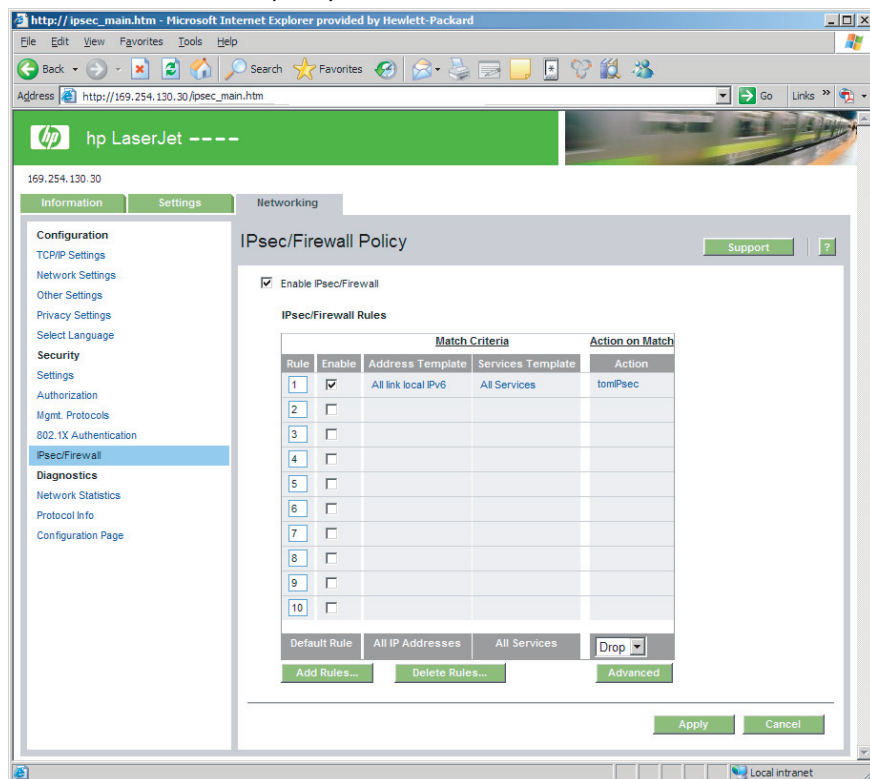 http:// ipsec_main.htm - Microsoft Internet Explorer provided by Hewlett-Packard
File Edit View Favorites Tools Help
Back Search Favorites
Address http://169.254.130.30/ipsec_main.htm Go Links »
hp hp LaserJet ----
169.254.130.30
Information Settings Networking
Configuration
TCP/IP Settings
Network Settings
Other Settings
Privacy Settings
Select Language
Security
Settings
Authorization
Mgmt. Protocols
802.1X Authentication
IPsec/Firewall
Diagnostics
Network Statistics
Protocol Info
Configuration Page
IPsec/Firewall Policy
Support ?
Enable IPsec/Firewall
IPsec/Firewall Rules
Match Criteria Action on Match
Rule Enable Address Template Services Template Action
1 All link local IPv6 All Services tomIPsec
2
3
4
5
6
7
8
9
10
Default Rule All IP Addresses All Services Drop
Add Rules... Delete Rules... Advanced
Apply Cancel
Local intranet